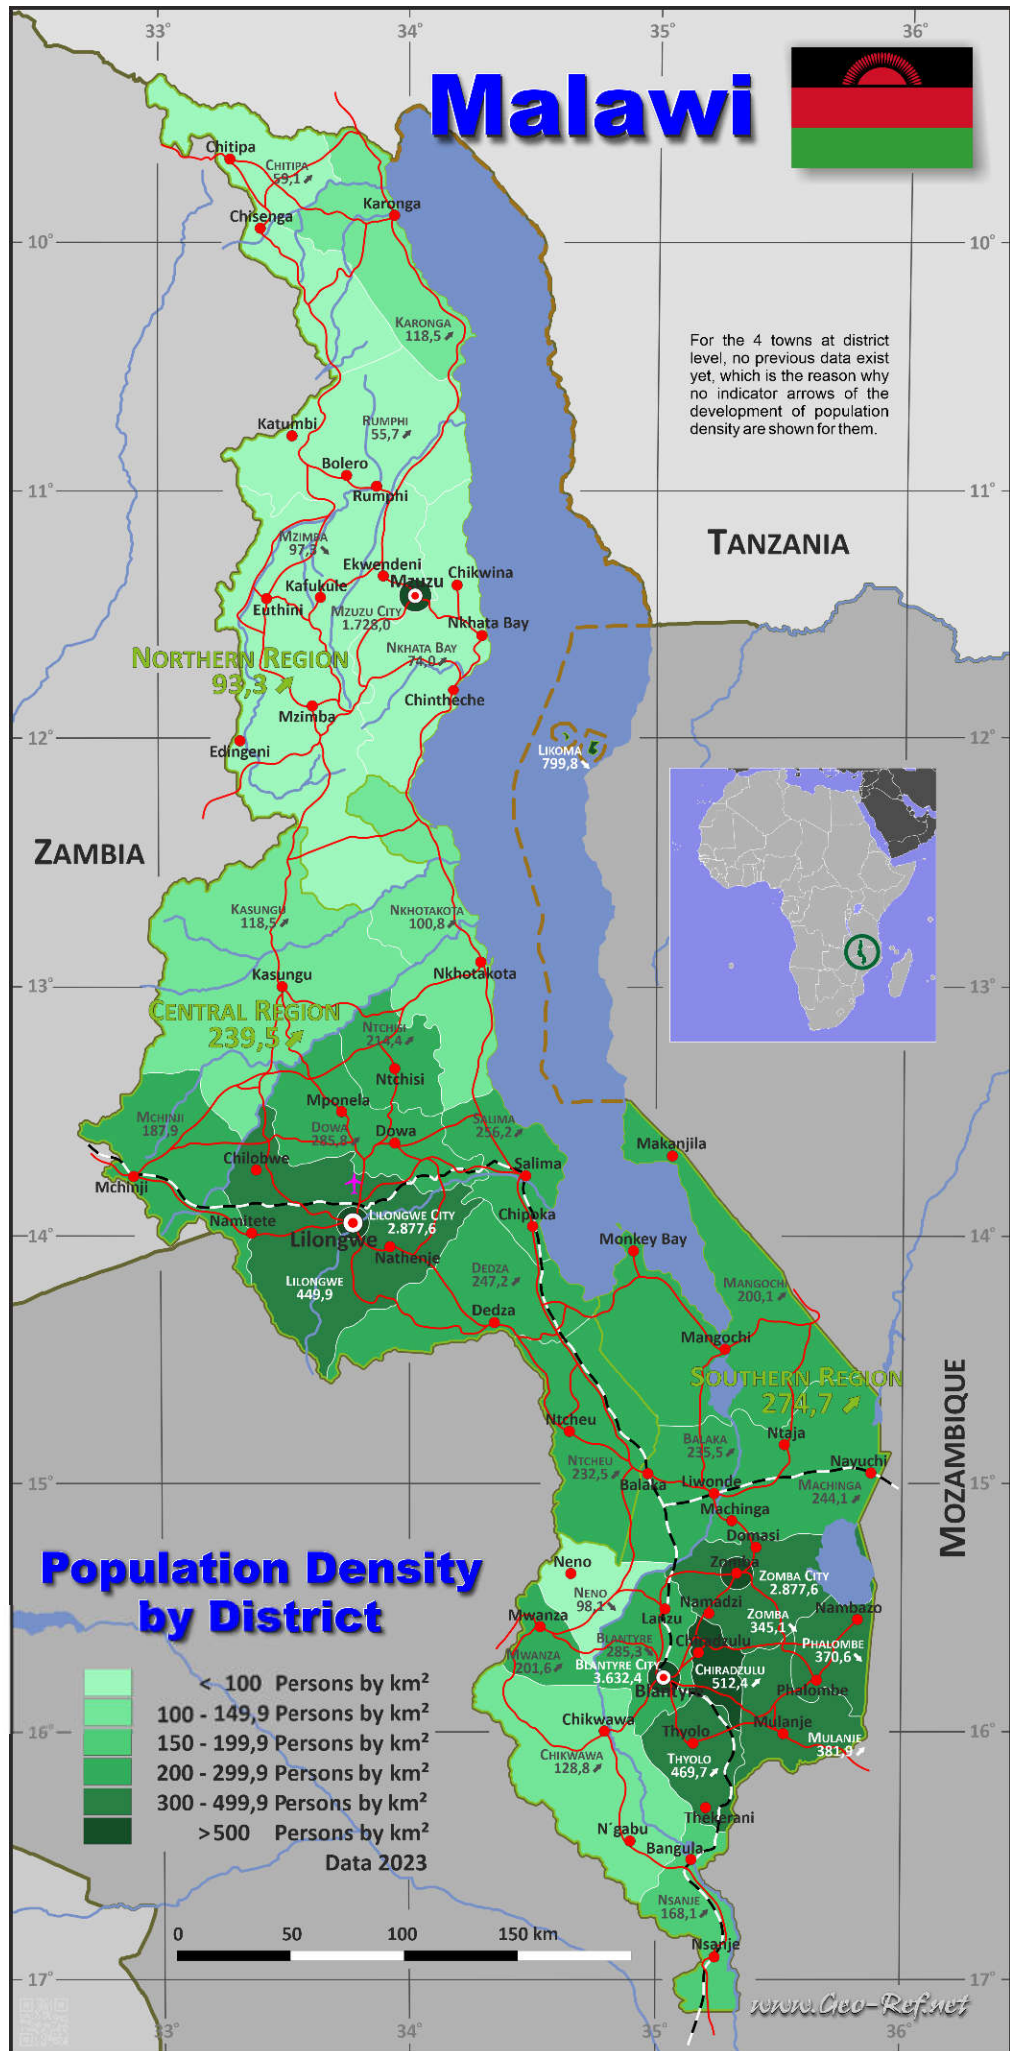 33°
34°
35°
36°
Malawi
Chitipa
CHITIPA
59,1
Chisenga
Karonga
10°
10°
KARONGA
118,5
For the 4 towns at district
level, no previous data exist
yet, which is the reason why
no indicator arrows of the
development of population
density are shown for them.
Katumbi
RUMPHI
55,7
Bolero
Rumphi
11°
11°
TANZANIA
MZIMBA
97,3
Ekwendeni
Mzuzu
Chikwina
Kafukule
Euthini
MZUZU CITY
1.728,0
Nkhata Bay
NKHATA BAY
74,0
NORTHERN REGION
93,3
Chintheche
Mzimba
Edingeni
12°
12°
LIKOMA
799,8
ZAMBIA
KASUNGU
118,5
NKHOTAKOTA
100,8
Kasungu
Nkhotakota
13°
13°
CENTRAL REGION
239,5
NTCHISI
214,4
Ntchisi
Mponela
MCHINJI
187,9
DOWA
285,8
Dowa
SALIMA
256,2
Makanjila
Chilobwe
Salima
Mchinji
Namitete
LILONGWE CITY
2.877,6
Chipoka
14°
14°
Lilongwe
Nathenje
Monkey Bay
LILONGWE
449,9
DEDZA
247,2
MANGOCHI
200,1
Dedza
Mangochi
SOUTHERN REGION
274,7
MOZAMBIQUE
Ntcheu
NTCHEU
232,5
BALAKA
235,5
Ntaja
Nayuchi
15°
15°
Balaka
Liwonde
MACHINGA
244,1
Machinga
Domasi
Population Density
by District
Neno
NENO
98,1
Zomba
ZOMBA CITY
2.877,6
Mwanza
Lanzu
Namadzi
ZOMBA
345,1
Nambazo
MWANZA
201,6
BLANTYRE
285,3
Chiradzulu
PHALOMBE
370,6
BLANTYRE CITY
3.632,4
CHIRADZULU
512,4
Blantyre
Phalombe
< 100 Persons by km²
100 - 149,9 Persons by km²
150 - 199,9 Persons by km²
200 - 299,9 Persons by km²
300 - 499,9 Persons by km²
>500 Persons by km²
Data 2023
Chikwawa
Thyolo
Mulanje
16°
16°
CHIKWAWA
128,8
THYOLO
469,7
MULANJE
381,9
Thekerani
N´gabu
Bangula
NSANJE
168,1
0
50
100
150 km
Nsanje
17°
17°
www.Geo-Ref.net
33°
34°
35°
36°